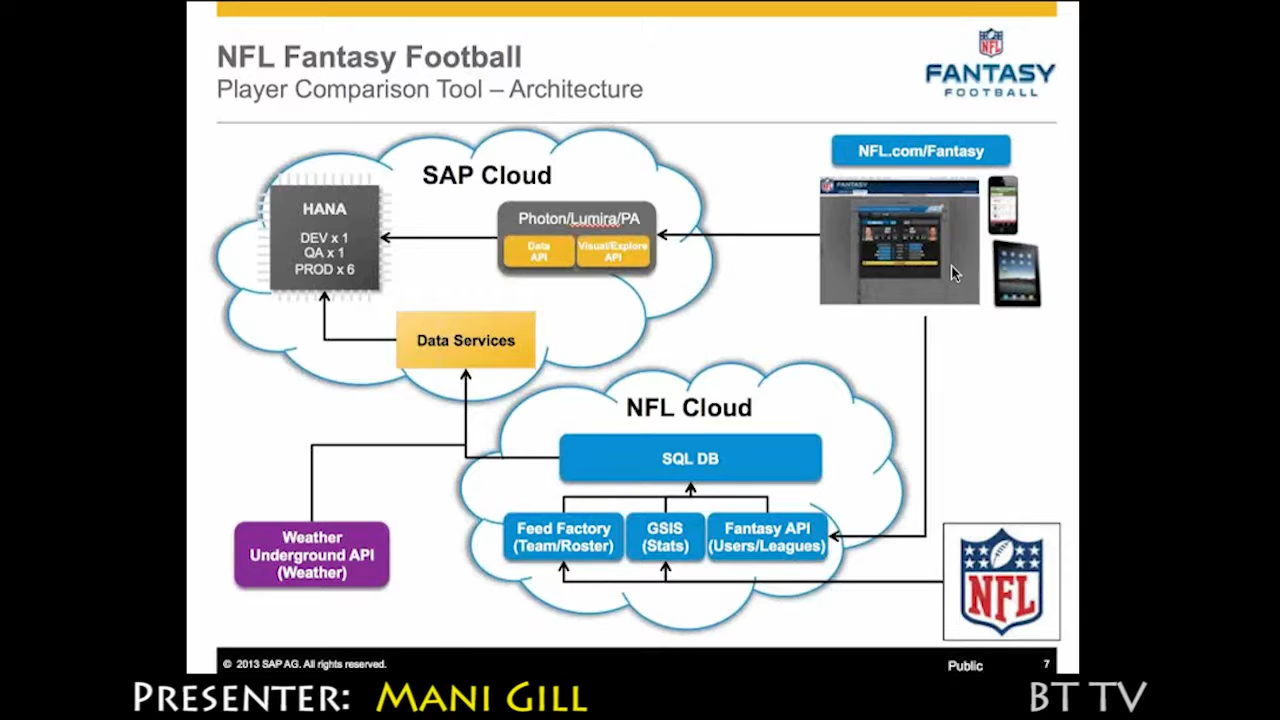 NFL Fantasy Football
Player Comparison Tool – Architecture
NFL
FANTASY
FOOTBALL
SAP Cloud
HANA
DEV x 1
QA x 1
PROD x 6
Photon/Lumira/PA
Data
API
Visual/Explore
API
NFL.com/Fantasy
FANTASY
Data Services
NFL Cloud
SQL DB
Feed Factory
(Team/Roster)
GSIS
(Stats)
Fantasy API
(Users/Leagues)
Weather
Underground API
(Weather)
NFL
© 2013 SAP AG. All rights reserved.
Public
7
Presenter: Mani Gill
BT TV